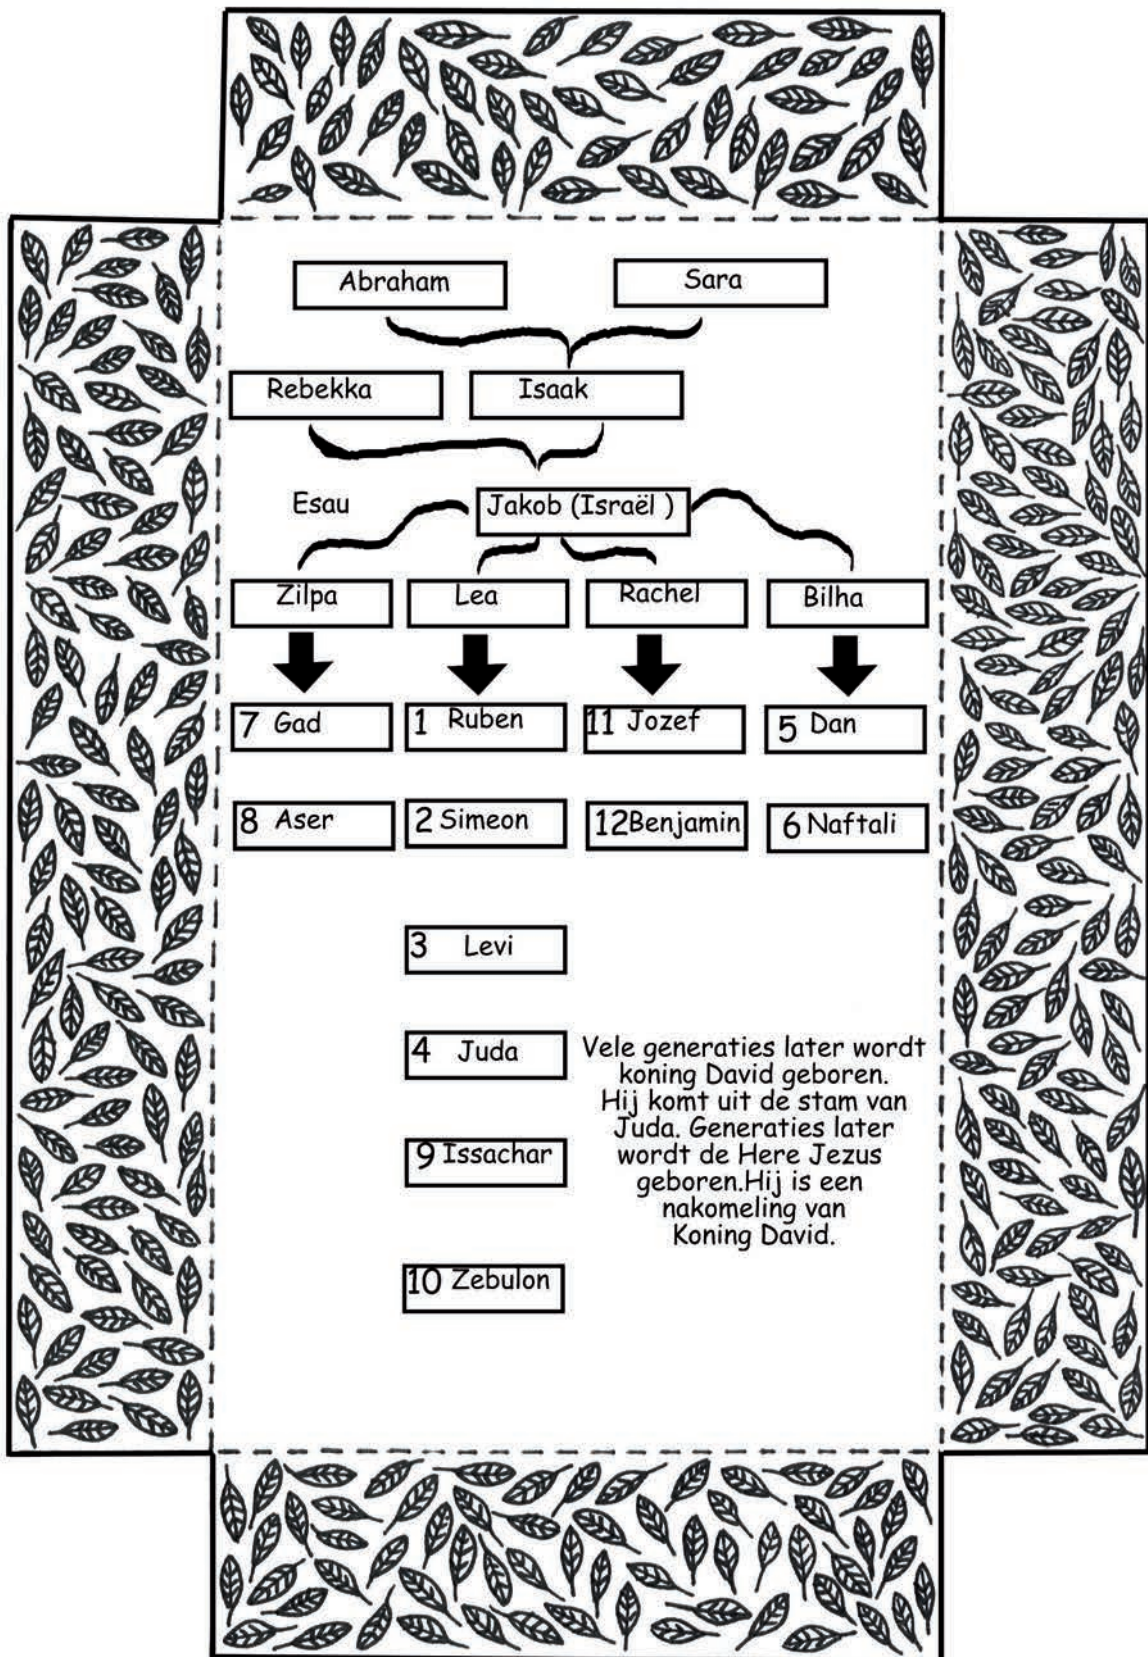 Abraham Sara
Rebekka Isaak
Esau Jakob (Israël )
Zilpa Lea Rachel Bilha
7 Gad 1 Ruben 11 Jozef 5 Dan
8 Aser 2 Simeon 12 Benjamin 6 Naftali
3 Levi
4 Juda
9 Issachar
10 Zebulon
Vele generaties later wordt
koning David geboren.
Hij komt uit de stam van
Juda. Generaties later
wordt de Here Jezus
geboren.Hij is een
nakomeling van
Koning David.